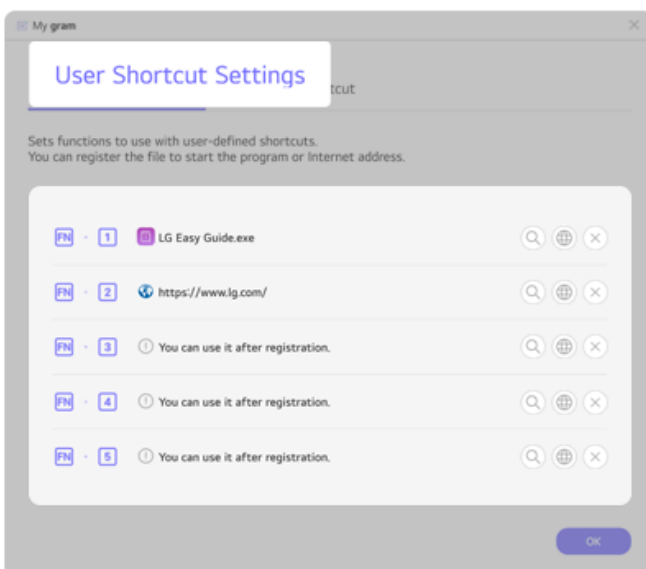 My gram
User Shortcut Settings
tcut
Sets functions to use with user-defined shortcuts.
You can register the file to start the program or Internet address.
FN 1 LG Easy Guide.exe
FN 2 https://www.lg.com/
FN 3 You can use it after registration.
FN 4 You can use it after registration.
FN 5 You can use it after registration.
OK